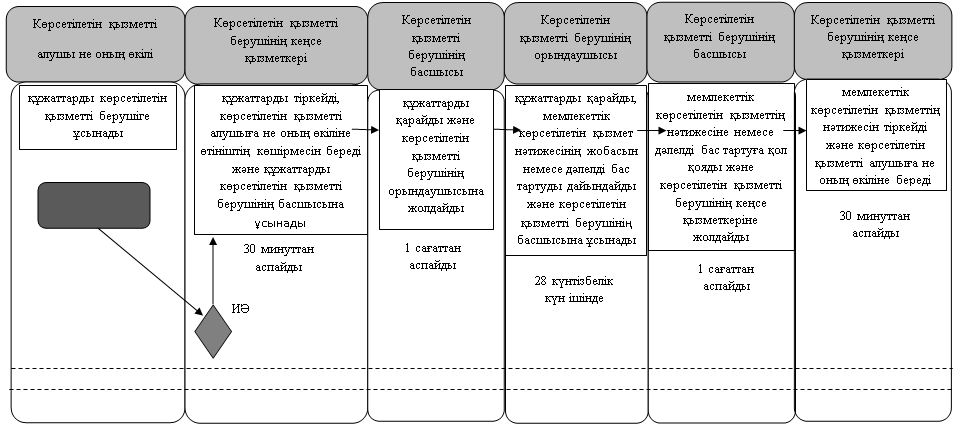 Көрсетілетін қызметті
алушы не оның өкілі
құжаттарды көрсетілетін
қызметті берушіге
ұсынады
Көрсетілетін қызметті
берушінің кеңсе
қызметкері
құжаттарды тіркейді,
көрсетілетін қызметті
алушыға не оның өкіліне
өтініштің көшірмесін береді
және құжаттарды
көрсетілетін қызметті
берушінің басшысына
ұсынады
30 минуттан
аспайды
ИӘ
Көрсетілетін
қызметті
берушінің
басшысы
құжаттарды
қарайды және
көрсетілетін
қызметті
берушінің
орындаушысына
жолдайды
1 сағаттан
аспайды
Көрсетілетін
қызметті берушінің
орындаушысы
құжаттарды қарайды,
мемлекеттік
көрсетілетін қызмет
нәтижесінің жобасын
немесе дәлелді бас
тартуды дайындайды
және көрсетілетін
қызметті берушінің
басшысына ұсынады
28 күнтізбелік
күн ішінде
Көрсетілетін
қызметті берушінің
басшысы
мемлекеттік
көрсетілетін қызметтің
нәтижесіне немесе
дәлелді бас тартуға қол
қояды және
көрсетілетін қызметті
берушінің кеңсе
қызметкеріне
жолдайды
1 сағаттан
аспайды
Көрсетілетін қызметті
берушінің кеңсе
қызметкері
мемлекеттік
көрсетілетін қызметтің
нәтижесін тіркейді
және көрсетілетін
қызметті алушыға не
оның өкіліне береді
30 минуттан
аспайды